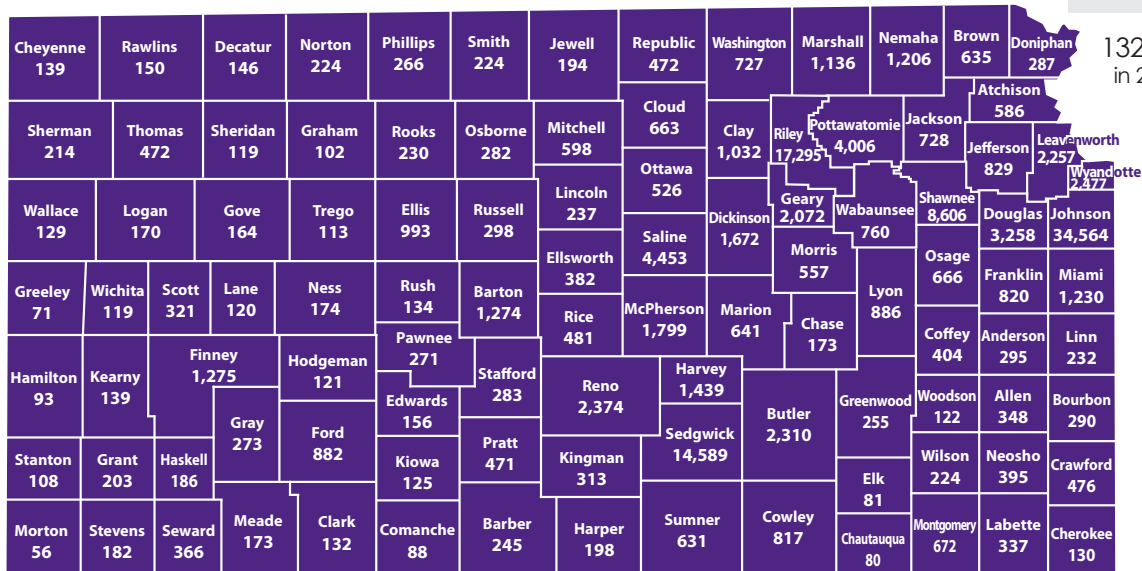 Cheyenne
139
Rawlins
150
Decatur
146
Norton
224
Phillips
266
Smith
224
Jewell
194
Republic
472
Washington
727
Marshall
1,136
Nemaha
1,206
Brown
635
Doniphan
287
132
in 2
Sherman
214
Thomas
472
Sheridan
119
Graham
102
Rooks
230
Osborne
282
Mitchell
598
Cloud
663
Clay
1,032
Riley
17,295
Pottawatomie
4,006
Jackson
728
Atchison
586
Jefferson
829
Leavenworth
2,257
Wyandotte
2,477
Wallace
129
Logan
170
Gove
164
Trego
113
Ellis
993
Russell
298
Lincoln
237
Ottawa
526
Saline
4,453
Dickinson
1,672
Geary
2,072
Wabaunsee
760
Shawnee
8,606
Douglas
3,258
Johnson
34,564
Ellsworth
382
Morris
557
Osage
666
Franklin
820
Miami
1,230
Greeley
71
Wichita
119
Scott
321
Lane
120
Ness
174
Rush
134
Barton
1,274
Rice
481
McPherson
1,799
Marion
641
Chase
173
Lyon
886
Coffey
404
Anderson
295
Linn
232
Hamilton
93
Kearny
139
Finney
1,275
Hodgeman
121
Pawnee
271
Stafford
283
Edwards
156
Reno
2,374
Harvey
1,439
Butler
2,310
Greenwood
255
Woodson
122
Allen
348
Bourbon
290
Gray
273
Ford
882
Kiowa
125
Pratt
471
Kingman
313
Sedgwick
14,589
Elk
81
Wilson
224
Neosho
395
Crawford
476
Stanton
108
Grant
203
Haskell
186
Morton
56
Stevens
182
Seward
366
Meade
173
Clark
132
Comanche
88
Barber
245
Harper
198
Sumner
631
Cowley
817
Chautauqua
80
Montgomery
672
Labette
337
Cherokee
130